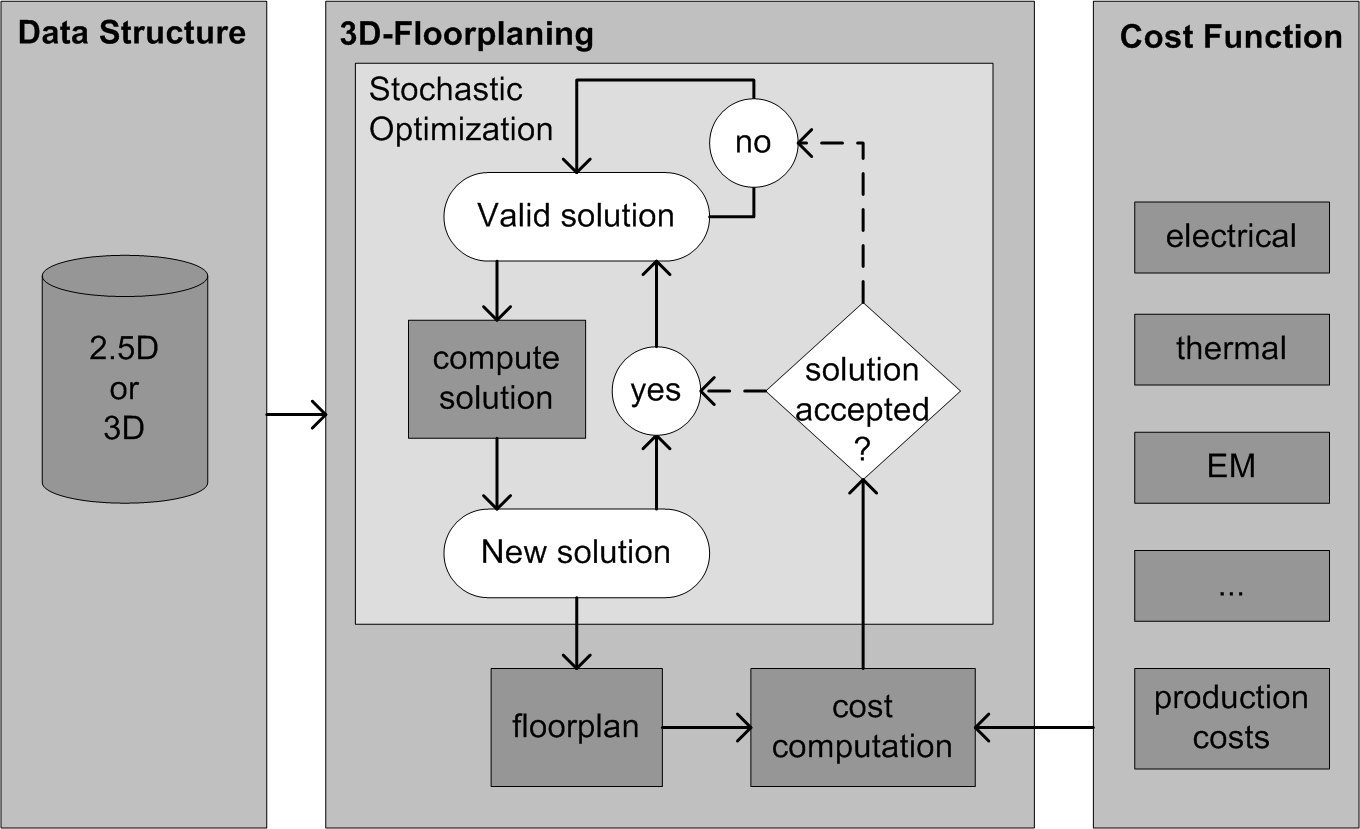 Data Structure
2.5D
or
3D
3D-Floorplaning
Stochastic
Optimization
no
Valid solution
compute
solution
yes
solution
accepted
?
New solution
floorplan
cost
computation
Cost Function
electrical
thermal
EM
...
production
costs